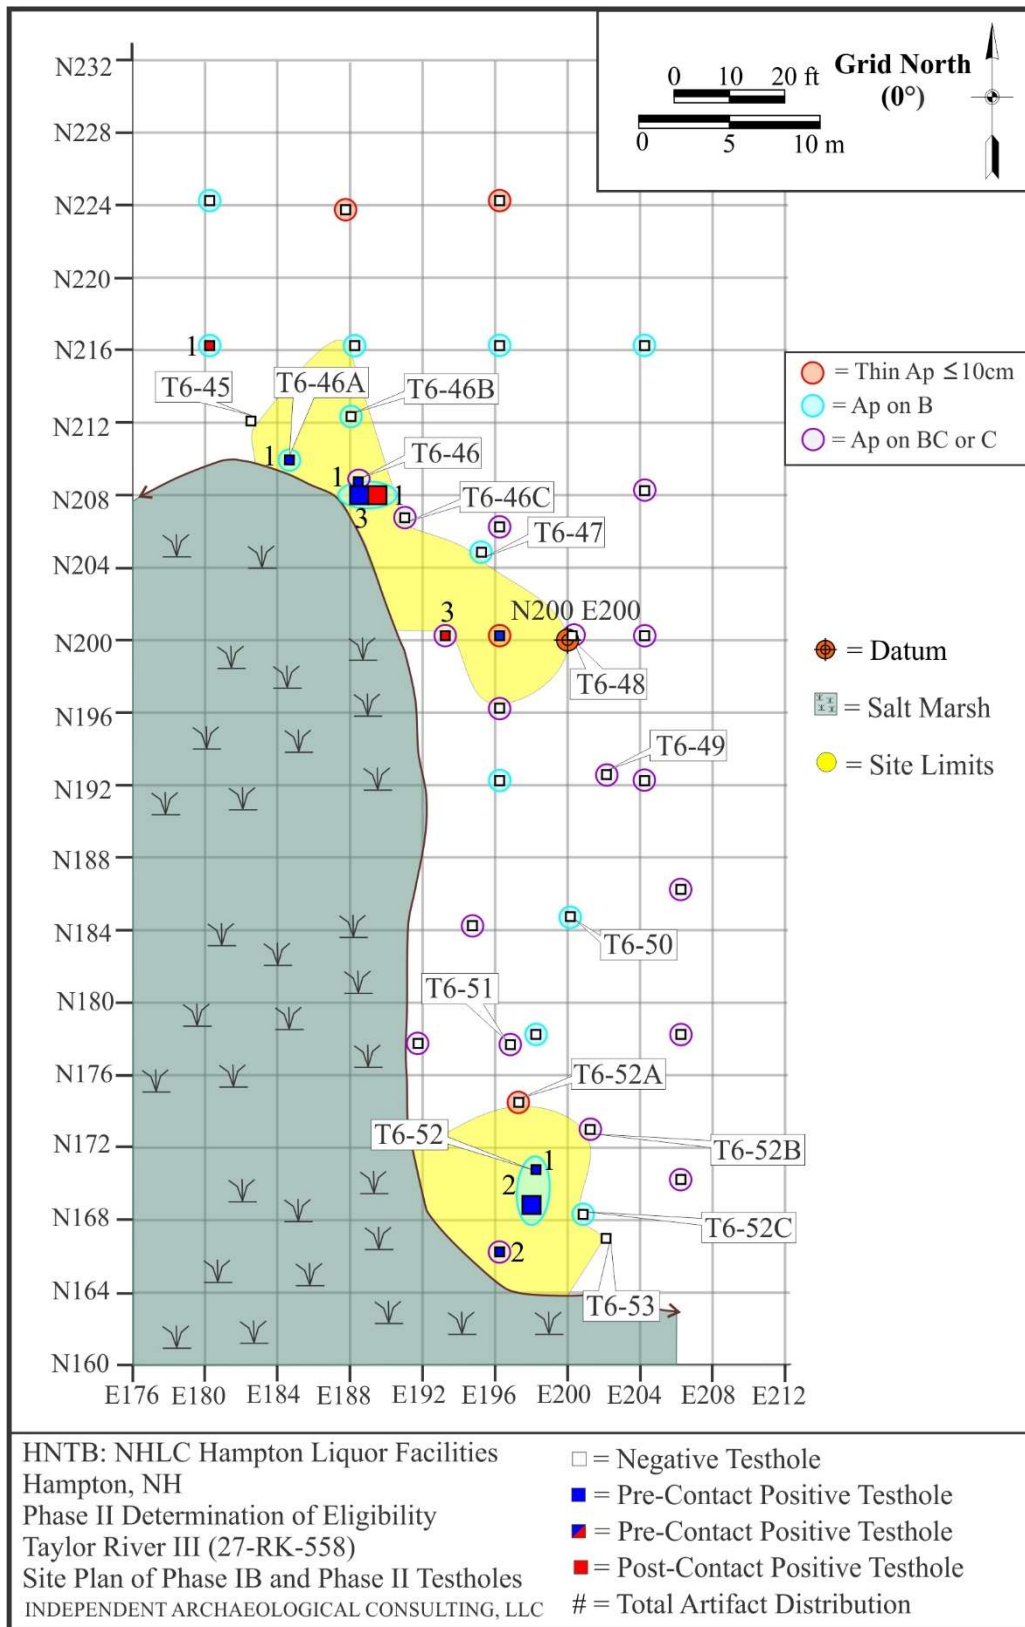 0 10 20 ft
0 5 10 m
Grid North
(0°)
N232
N228
N224
N220
N216
N212
N208
N204
N200
N196
N192
N188
N184
N180
N176
N172
N168
N164
N160
E176 E180 E184 E188 E192 E196 E200 E204 E208 E212
1
T6-45
T6-46A
T6-46B
1
1
T6-46
3
1
T6-46C
T6-47
3
N200 E200
T6-48
T6-49
T6-50
T6-51
T6-52A
T6-52
1
2
T6-52B
T6-52C
2
T6-53
= Thin Ap ≤10cm
= Ap on B
= Ap on BC or C
= Datum
= Salt Marsh
= Site Limits
HNTB: NHLC Hampton Liquor Facilities
Hampton, NH
Phase II Determination of Eligibility
Taylor River III (27-RK-558)
Site Plan of Phase IB and Phase II Testholes
INDEPENDENT ARCHAEOLOGICAL CONSULTING, LLC
= Negative Testhole
= Pre-Contact Positive Testhole
= Pre-Contact Positive Testhole
= Post-Contact Positive Testhole
# = Total Artifact Distribution